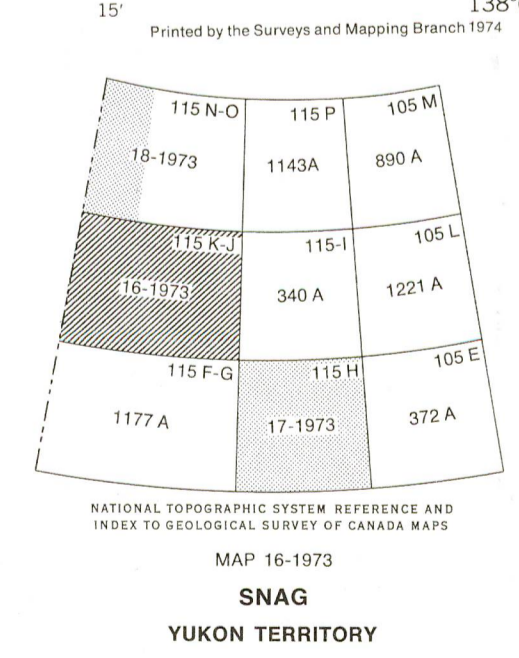 15'
138°
Printed by the Surveys and Mapping Branch 1974
115 N-O
115 P
105 M
18-1973
1143A
890 A
115 K-J
115-I
105 L
16-1973
340 A
1221 A
115 F-G
115 H
105 E
1177 A
17-1973
372 A
NATIONAL TOPOGRAPHIC SYSTEM REFERENCE AND
INDEX TO GEOLOGICAL SURVEY OF CANADA MAPS
MAP 16-1973
SNAG
YUKON TERRITORY